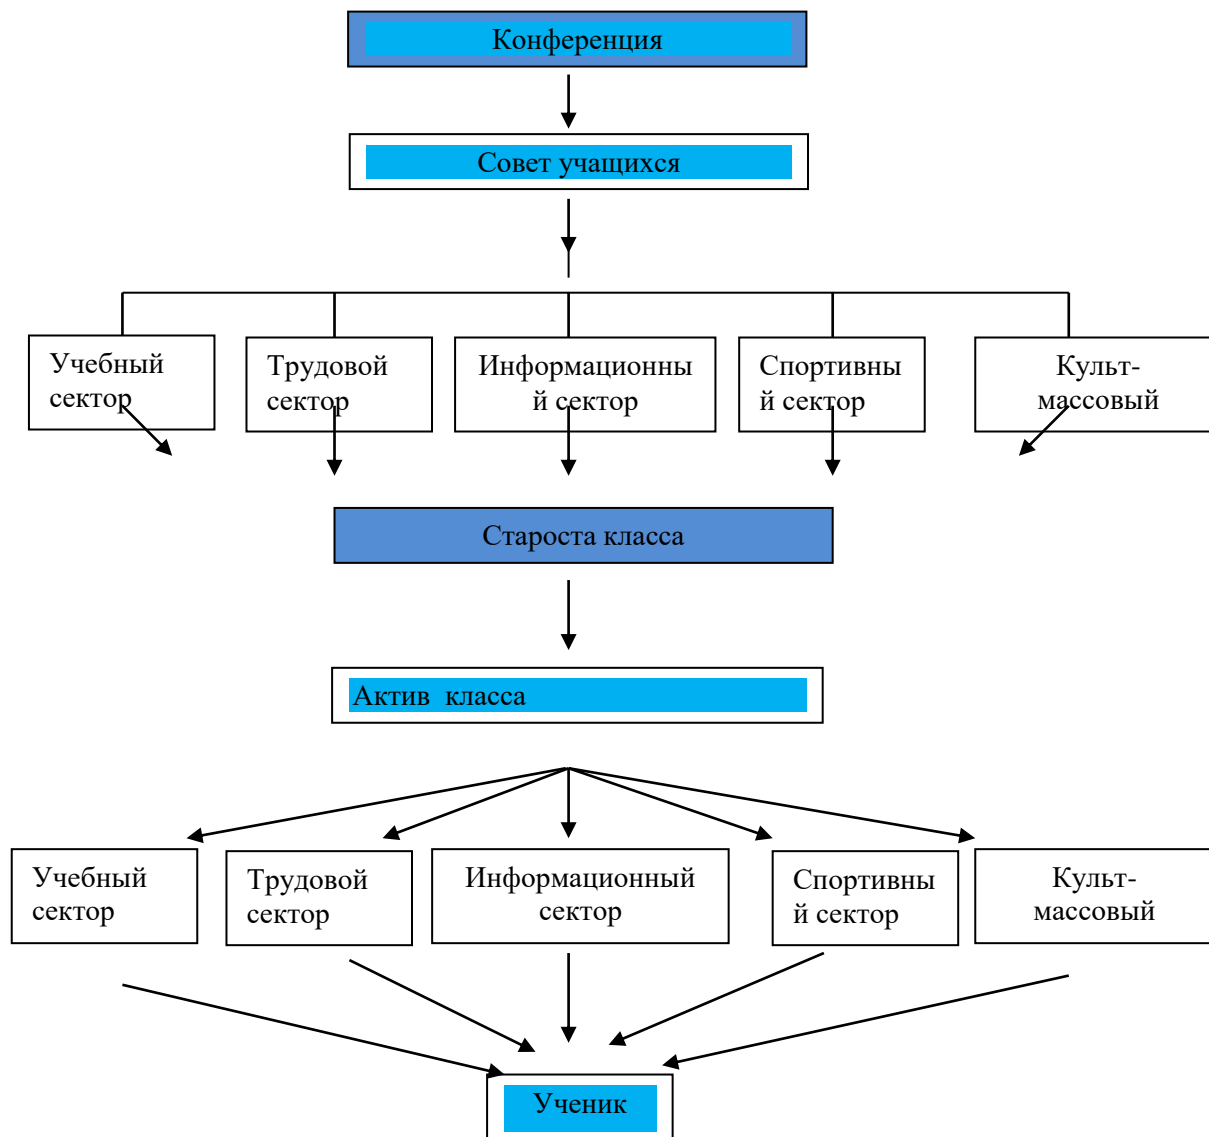 Конференция
Совет учащихся
Учебный
сектор
Трудовой
сектор
Информационны
й сектор
Спортивны
й сектор
Культ-
массовый
Староста класса
Актив  класса
Учебный
сектор
Трудовой
сектор
Информационный
сектор
Спортивны
й сектор
Культ-
массовый
Ученик